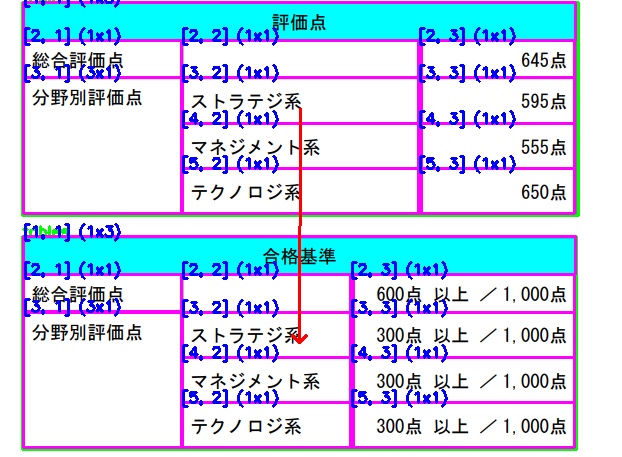 [1, 1] (1x3)
評価点
[2, 1] (1x1) [2, 2] (1x1) [2, 3] (1x1)
総合評価点 645点
[3, 1] (3x1) [3, 2] (1x1) [3, 3] (1x1)
分野別評価点 ストラテジ系 595点
[4, 2] (1x1) [4, 3] (1x1)
マネジメント系 555点
[5, 2] (1x1) [5, 3] (1x1)
テクノロジ系 650点
[1, 1] (1x3)
合格基準
[2, 1] (1x1) [2, 2] (1x1) [2, 3] (1x1)
総合評価点 600点 以上 ／1,000点
[3, 1] (3x1) [3, 2] (1x1) [3, 3] (1x1)
分野別評価点 ストラテジ系 300点 以上 ／1,000点
[4, 2] (1x1) [4, 3] (1x1)
マネジメント系 300点 以上 ／1,000点
[5, 2] (1x1) [5, 3] (1x1)
テクノロジ系 300点 以上 ／1,000点